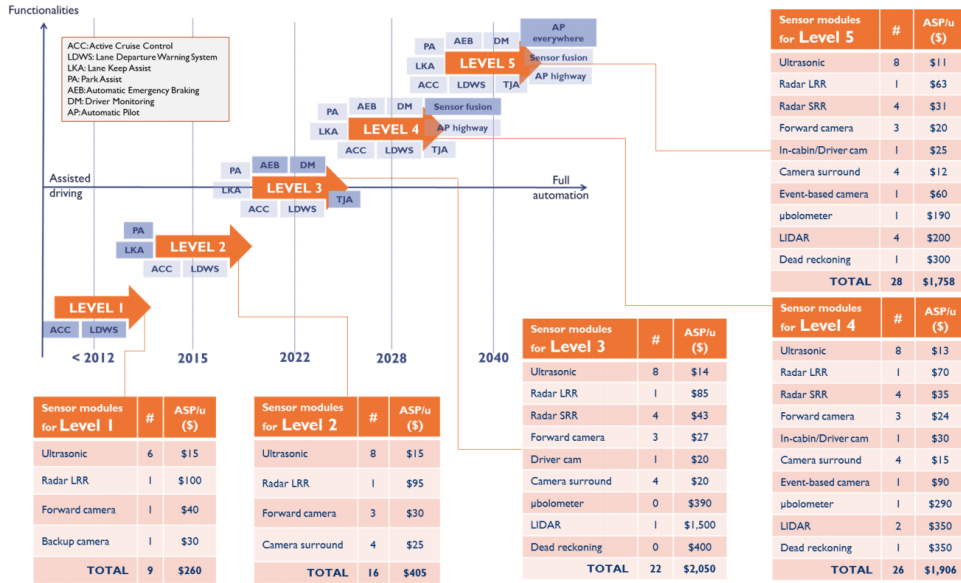 Functionalities
ACC: Active Cruise Control
LDWS: Lane Departure Warning System
LKA: Lane Keep Assist
PA: Park Assist
AEB: Automatic Emergency Braking
DM: Driver Monitoring
AP: Automatic Pilot
Assisted driving
Full automation
LEVEL 1
ACC LDWS
PA
LKA
LEVEL 2
ACC LDWS
PA AEB DM
LKA
LEVEL 3
ACC LDWS TJA
PA AEB DM Sensor fusion
LKA
LEVEL 4
AP highway
ACC LDWS TJA
PA AEB DM AP everywhere
LKA
LEVEL 5
Sensor fusion
ACC LDWS TJA AP highway
< 2012 2015 2022 2028 2040
Sensor modules for Level 1 # ASP/u ($)
Ultrasonic 6 $15
Radar LRR 1 $100
Forward camera 1 $40
Backup camera 1 $30
TOTAL 9 $260
Sensor modules for Level 2 # ASP/u ($)
Ultrasonic 8 $15
Radar LRR 1 $95
Forward camera 3 $30
Camera surround 4 $25
TOTAL 16 $405
Sensor modules for Level 3 # ASP/u ($)
Ultrasonic 8 $14
Radar LRR 1 $85
Radar SRR 4 $43
Forward camera 3 $27
Driver cam 1 $20
Camera surround 4 $20
µbolometer 0 $390
LIDAR 1 $1,500
Dead reckoning 0 $400
TOTAL 22 $2,050
Sensor modules for Level 4 # ASP/u ($)
Ultrasonic 8 $13
Radar LRR 1 $70
Radar SRR 4 $35
Forward camera 3 $24
In-cabin/Driver cam 1 $30
Camera surround 4 $15
Event-based camera 1 $90
µbolometer 1 $290
LIDAR 2 $350
Dead reckoning 1 $350
TOTAL 26 $1,906
Sensor modules for Level 5 # ASP/u ($)
Ultrasonic 8 $11
Radar LRR 1 $63
Radar SRR 4 $31
Forward camera 3 $20
In-cabin/Driver cam 1 $25
Camera surround 4 $12
Event-based camera 1 $60
µbolometer 1 $190
LIDAR 4 $200
Dead reckoning 1 $300
TOTAL 28 $1,758